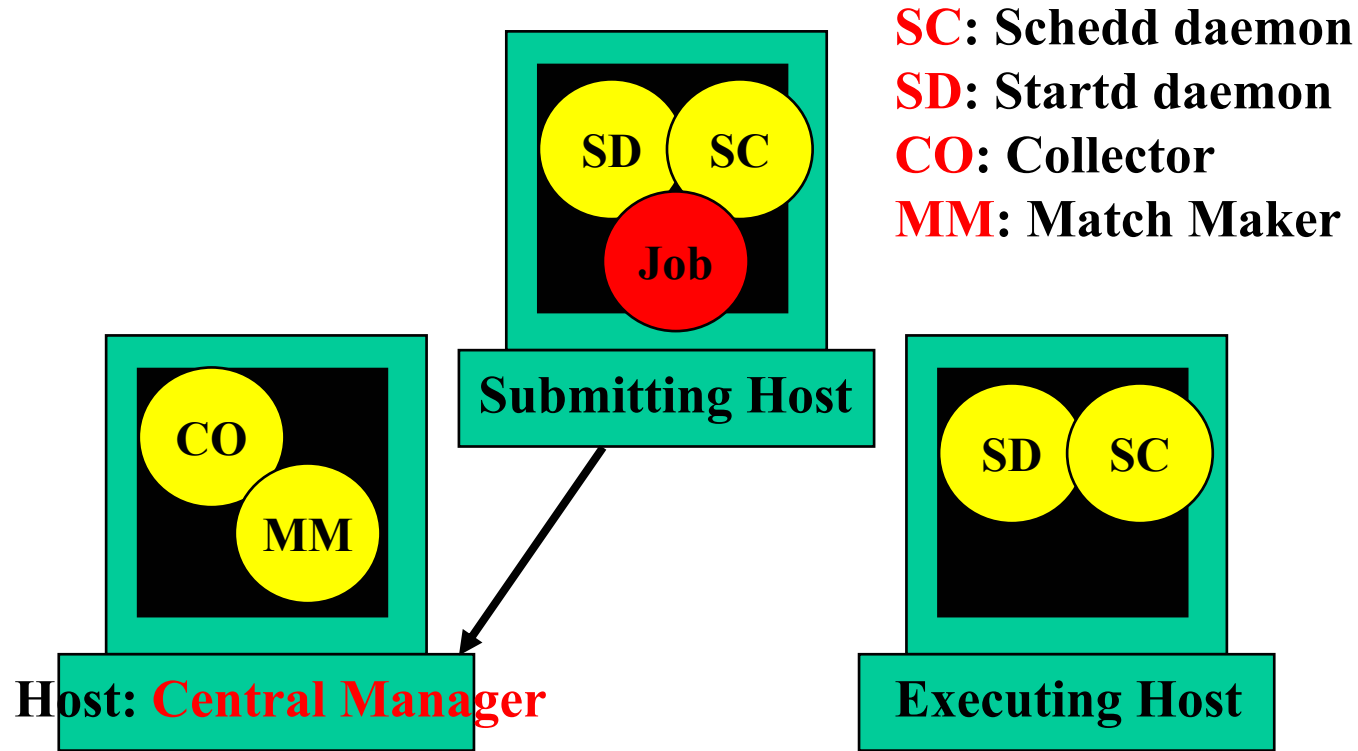 SC: Schedd daemon
SD: Startd daemon
CO: Collector
MM: Match Maker
SD SC
Job
Submitting Host
CO
MM
Host: Central Manager
SD SC
Executing Host